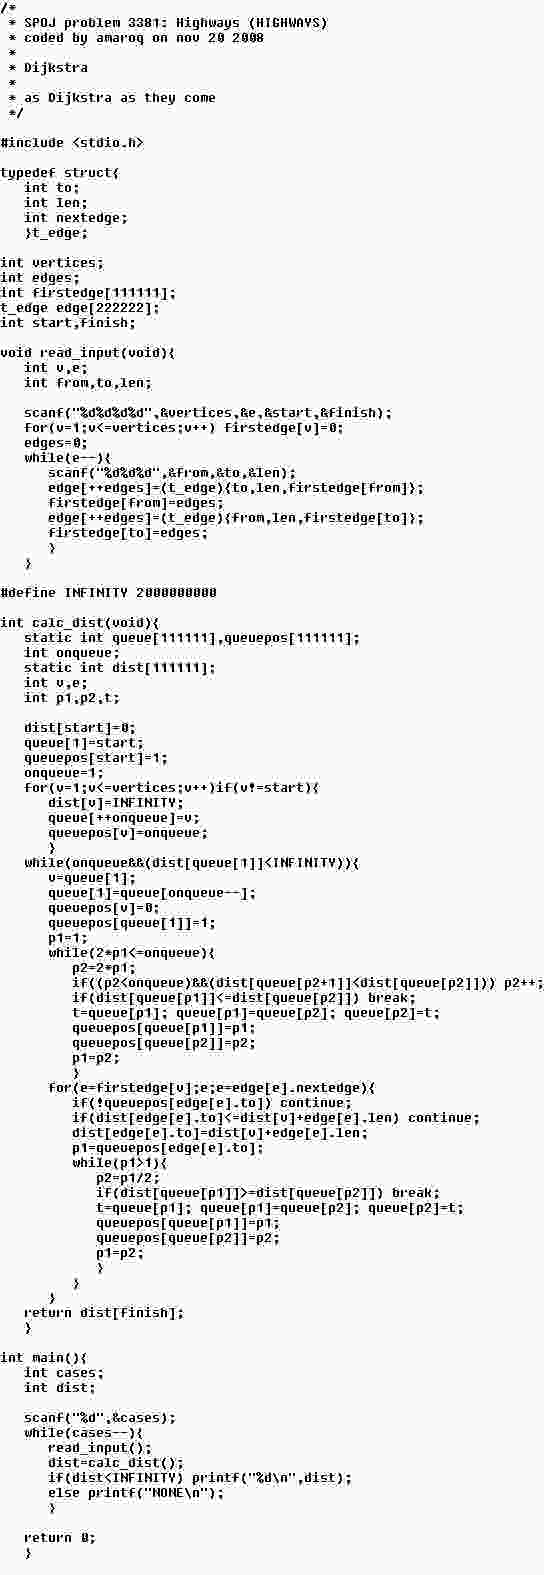 /*
 * SPOJ problem 3381: Highways (HIGHWAYS)
 * coded by amaroq on nov 20 2008
 *
 * Dijkstra
 *
 * as Dijkstra as they come
 */

#include <stdio.h>

typedef struct{
   int to;
   int len;
   int nextedge;
   }t_edge;

int vertices;
int edges;
int firstedge[111111];
t_edge edge[222222];
int start,finish;

void read_input(void){
   int v,e;
   int from,to,len;

   scanf("%d%d%d%d",&vertices,&e,&start,&finish);
   for(v=1;v<=vertices;v++) firstedge[v]=0;
   edges=0;
   while(e--){
      scanf("%d%d%d",&from,&to,&len);
      edge[++edges]=(t_edge){to,len,firstedge[from]};
      firstedge[from]=edges;
      edge[++edges]=(t_edge){from,len,firstedge[to]};
      firstedge[to]=edges;
      }
   }

#define INFINITY 2000000000

int calc_dist(void){
   static int queue[111111],queuepos[111111];
   int onqueue;
   static int dist[111111];
   int v,e;
   int p1,p2,t;

   dist[start]=0;
   queue[1]=start;
   queuepos[start]=1;
   onqueue=1;
   for(v=1;v<=vertices;v++)if(v!=start){
      dist[v]=INFINITY;
      queue[++onqueue]=v;
      queuepos[v]=onqueue;
      }
   while(onqueue&&(dist[queue[1]]<INFINITY)){
      v=queue[1];
      queue[1]=queue[onqueue--];
      queuepos[v]=0;
      queuepos[queue[1]]=1;
      p1=1;
      while(2*p1<=onqueue){
         p2=2*p1;
         if((p2<onqueue)&&(dist[queue[p2+1]]<dist[queue[p2]])) p2++;
         if(dist[queue[p1]]<=dist[queue[p2]]) break;
         t=queue[p1]; queue[p1]=queue[p2]; queue[p2]=t;
         queuepos[queue[p1]]=p1;
         queuepos[queue[p2]]=p2;
         p1=p2;
         }
      for(e=firstedge[v];e;e=edge[e].nextedge){
         if(!queuepos[edge[e].to]) continue;
         if(dist[edge[e].to]<=dist[v]+edge[e].len) continue;
         dist[edge[e].to]=dist[v]+edge[e].len;
         p1=queuepos[edge[e].to];
         while(p1>1){
            p2=p1/2;
            if(dist[queue[p1]]>=dist[queue[p2]]) break;
            t=queue[p1]; queue[p1]=queue[p2]; queue[p2]=t;
            queuepos[queue[p1]]=p1;
            queuepos[queue[p2]]=p2;
            p1=p2;
            }
         }
      }
   return dist[finish];
   }

int main(){
   int cases;
   int dist;

   scanf("%d",&cases);
   while(cases--){
      read_input();
      dist=calc_dist();
      if(dist<INFINITY) printf("%d\n",dist);
      else printf("NONE\n");
      }

   return 0;
   }